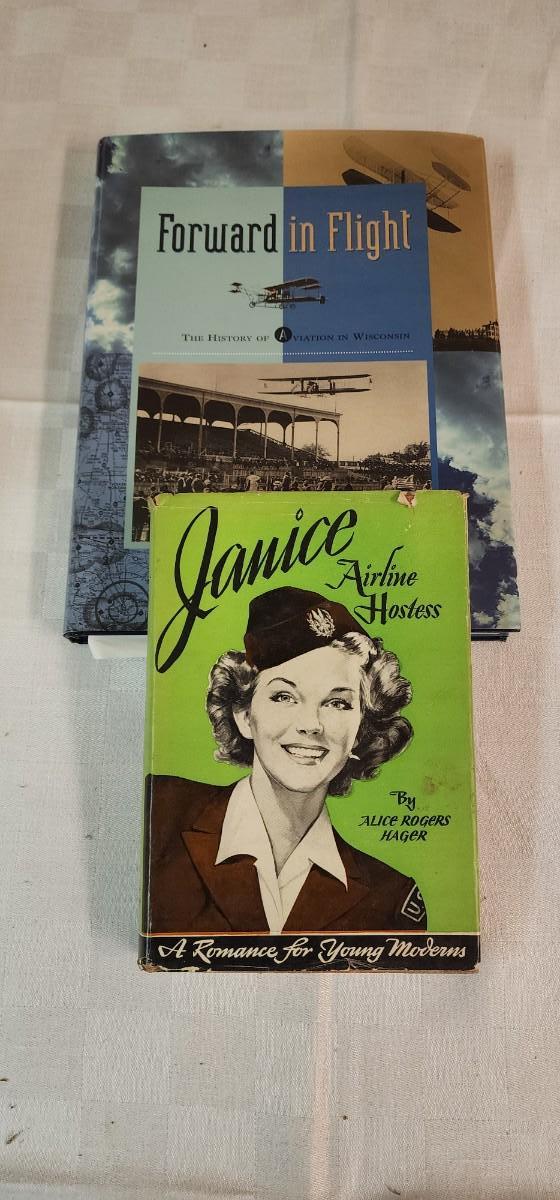 Forward in Flight
THE HISTORY OF AVIATION IN WISCONSIN
Janice
Airline
Hostess
By
ALICE ROGERS
HAGER
A Romance for Young Moderns